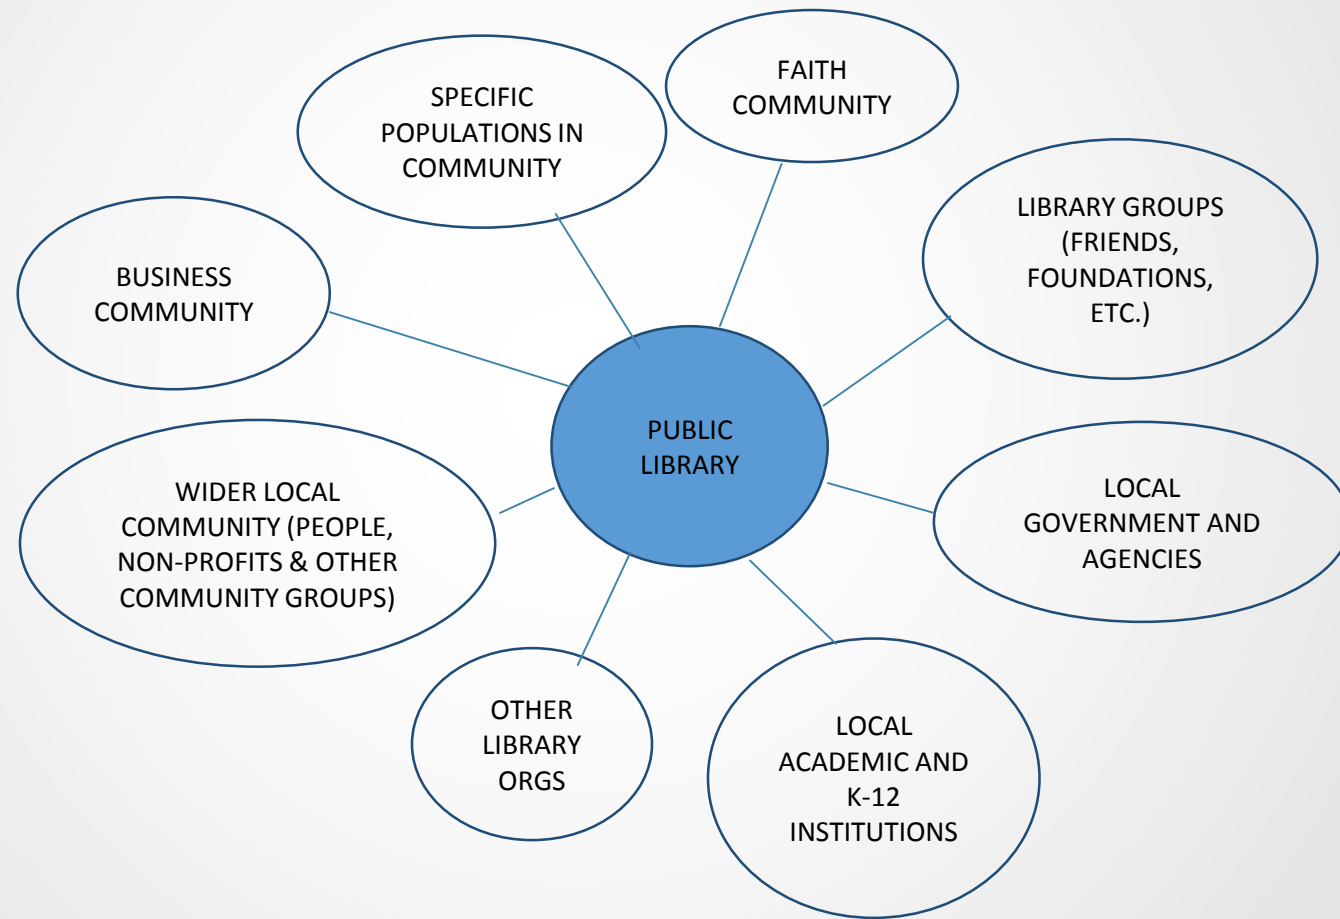 FAITH
COMMUNITY
SPECIFIC
POPULATIONS IN
COMMUNITY
LIBRARY GROUPS
(FRIENDS,
FOUNDATIONS,
ETC.)
BUSINESS
COMMUNITY
PUBLIC
LIBRARY
WIDER LOCAL
COMMUNITY (PEOPLE,
NON-PROFITS & OTHER
COMMUNITY GROUPS)
LOCAL
GOVERNMENT AND
AGENCIES
OTHER
LIBRARY
ORGS
LOCAL
ACADEMIC AND
K-12
INSTITUTIONS